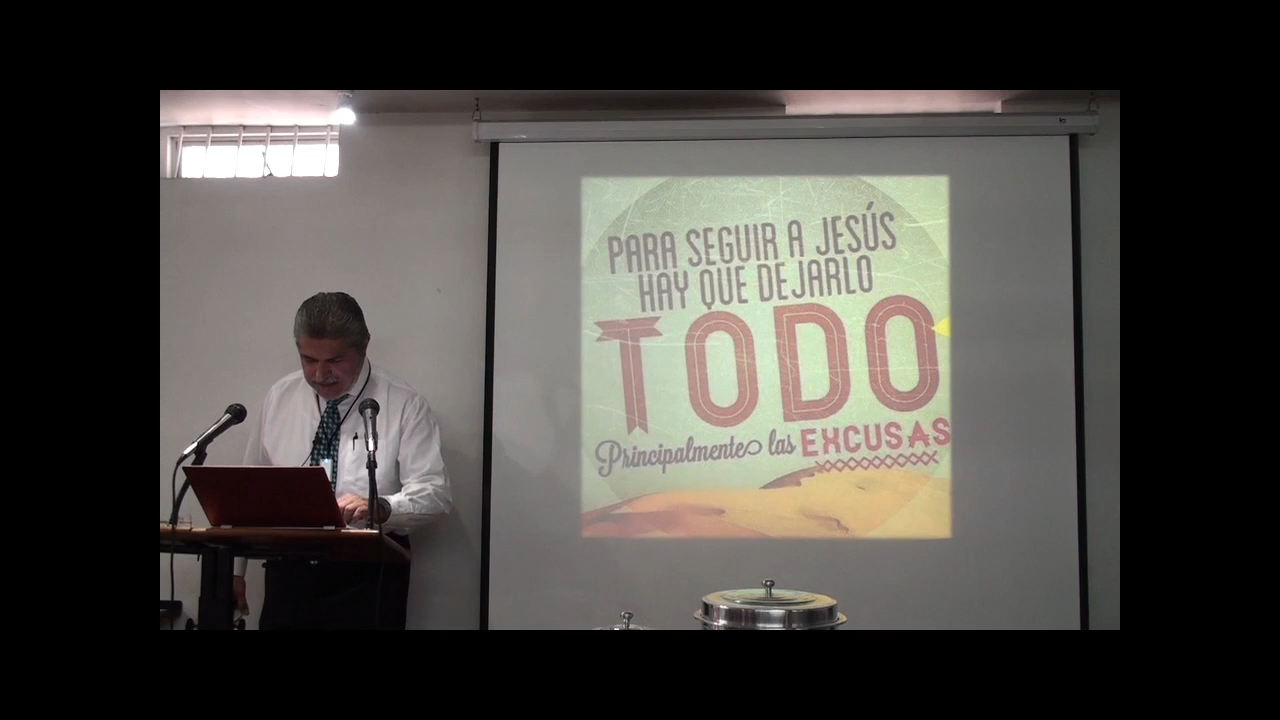 PARA SEGUIR A JESÚS
HAY QUE DEJARLO
TODO
Principalmente las EXCUSAS